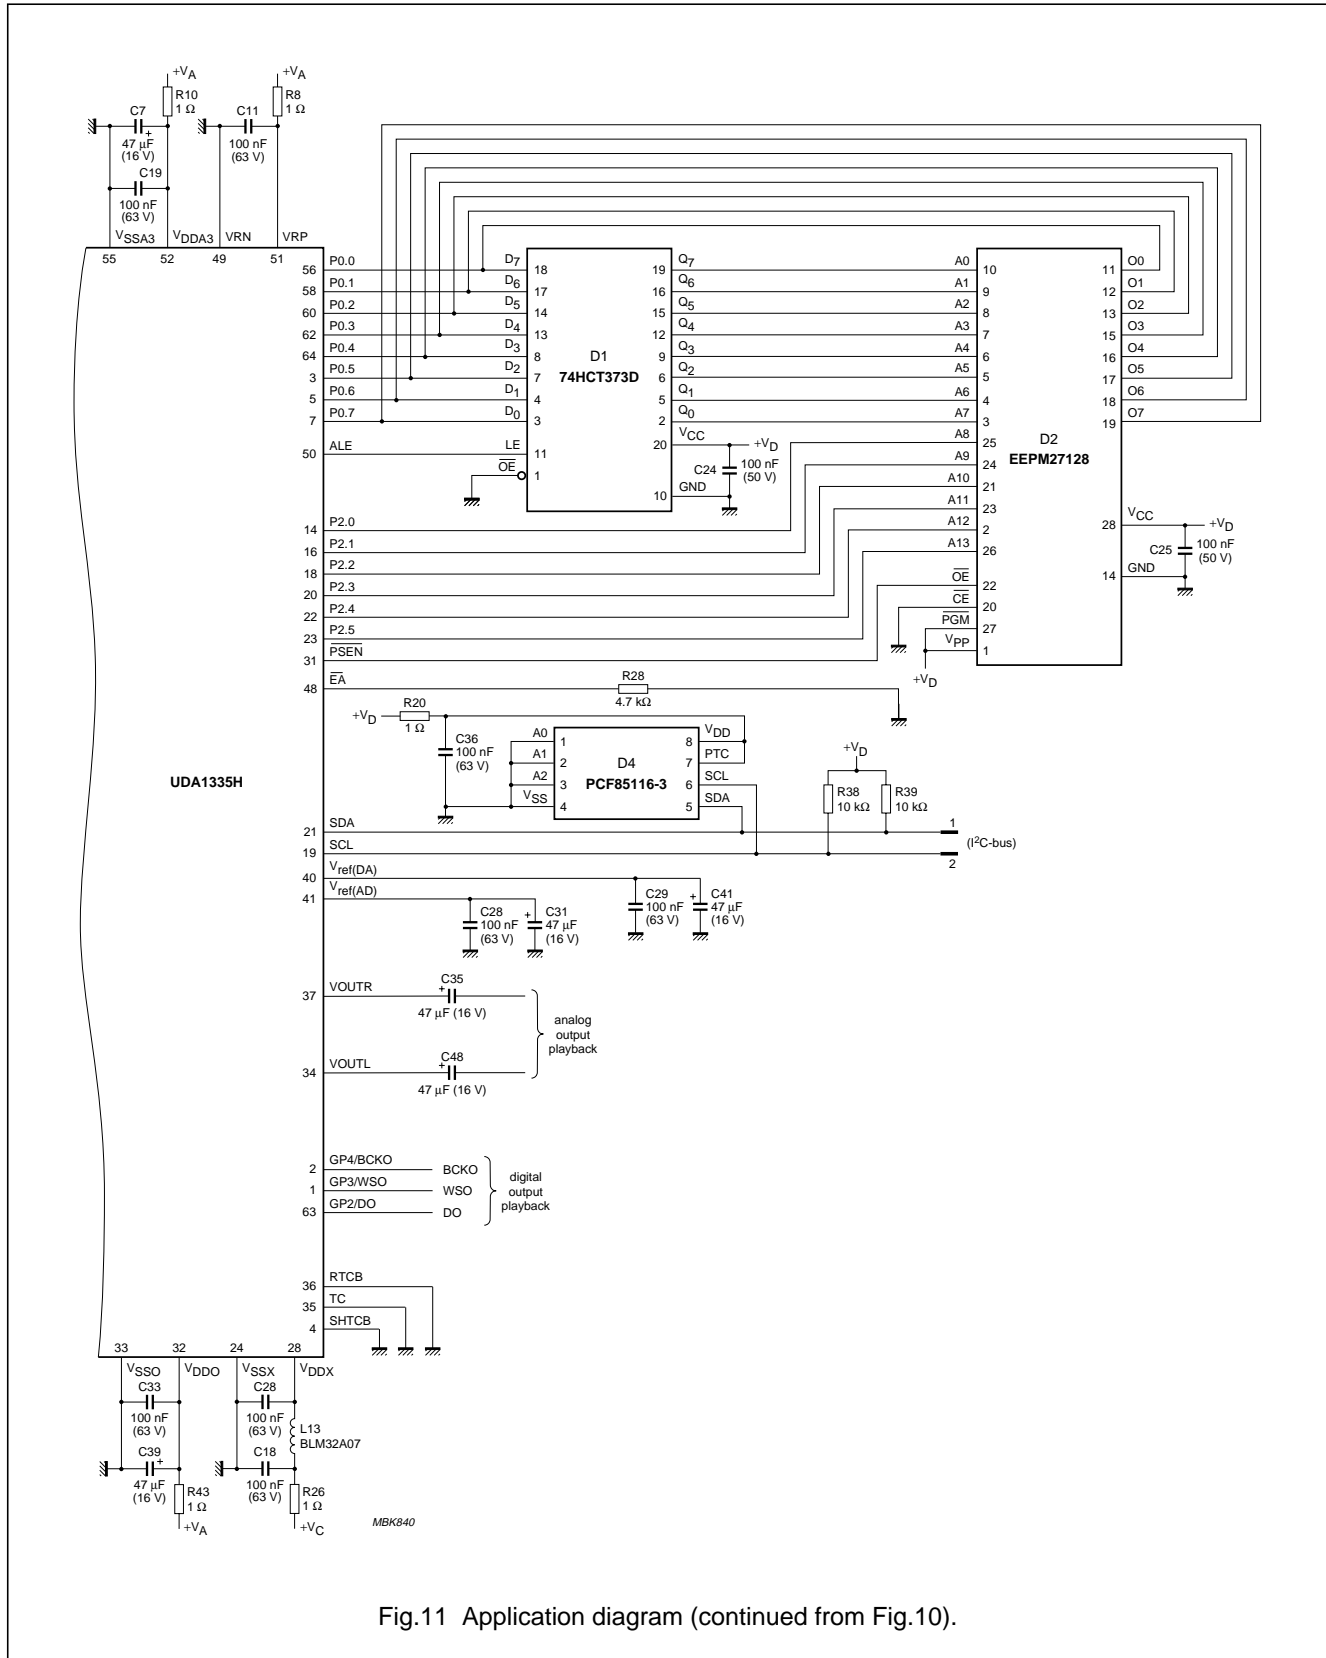 +VA +VA
R10 R8
1 Ω 1 Ω
C7 C11
47 µF + 100 nF
(16 V) (63 V)
C19
100 nF
(63 V)
VSSA3 VDDA3 VRN VRP
55 52 49 51
56 P0.0 D7 18 19 Q7 A0 10 11 O0
58 P0.1 D6 17 16 Q6 A1 9 12 O1
60 P0.2 D5 14 15 Q5 A2 8 13 O2
62 P0.3 D4 13 12 Q4 A3 7 15 O3
64 P0.4 D3 8 9 Q3 A4 6 16 O4
3 P0.5 D2 7 6 Q2 A5 5 17 O5
5 P0.6 D1 4 5 Q1 A6 4 18 O6
7 P0.7 D0 3 2 Q0 A7 3 19 O7
D1
74HCT373D
50 ALE LE 11 20 VCC +VD
OE 1 10 GND
C24 100 nF
(50 V)
A8 25
A9 24
A10 21
A11 23
A12 2
A13 26
OE 22
CE 20
PGM 27
VPP 1
+VD
D2
EEPM27128
28 VCC +VD
C25 100 nF
(50 V)
14 GND
14 P2.0
16 P2.1
18 P2.2
20 P2.3
22 P2.4
23 P2.5
31 PSEN
48 EA
R28
4.7 kΩ
+VD R20
1 Ω
C36
100 nF
(63 V)
A0 1 8 VDD
A1 2 7 PTC
A2 3 6 SCL
VSS 4 5 SDA
D4
PCF85116-3
+VD
R38 R39
10 kΩ 10 kΩ
UDA1335H
21 SDA 1
19 SCL 2
(I2C-bus)
40 Vref(DA)
41 Vref(AD)
C29 + C41
100 nF 47 µF
(63 V) (16 V)
C28 + C31
100 nF 47 µF
(63 V) (16 V)
37 VOUTR + C35
47 µF (16 V)
analog
output
playback
34 VOUTL + C48
47 µF (16 V)
2 GP4/BCKO BCKO
1 GP3/WSO WSO
63 GP2/DO DO
digital
output
playback
36 RTCB
35 TC
4 SHTCB
33 32 24 28
VSSO VDDO VSSX VDDX
C33 C28
100 nF 100 nF
(63 V) (63 V)
L13
BLM32A07
C39 + C18
47 µF 100 nF
(16 V) (63 V)
R43 R26
1 Ω 1 Ω
+VA +VC
MBK840
Fig.11 Application diagram (continued from Fig.10).